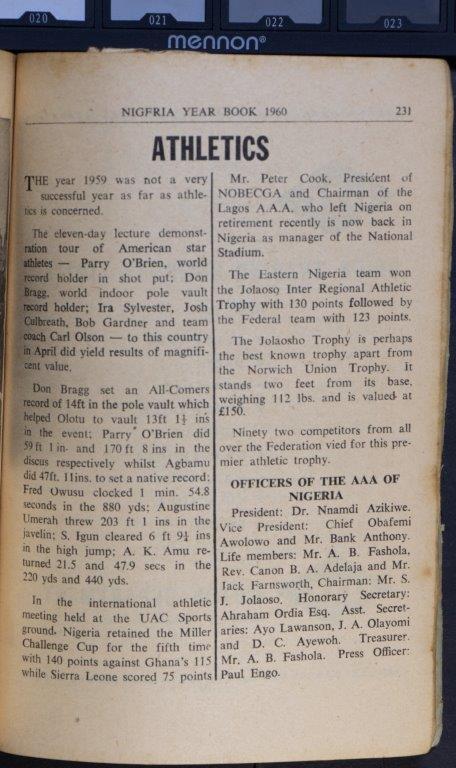 020
021
022
023
mennon®
NIGERIA YEAR BOOK 1960 231
ATHLETICS
THE year 1959 was not a very
successful year as far as athle-
tics is concerned.
The eleven-day lecture demonst-
ration tour of American star
athletes — Parry O'Brien, world
record holder in shot put; Don
Bragg, world indoor pole vault
record holder; Ira Sylvester, Josh
Culbreath, Bob Gardner and team
coach Carl Olson — to this country
in April did yield results of magnifi-
cent value.
Don Bragg set an All-Comers
record of 14ft in the pole vault which
helped Olotu to vault 13ft 1½ ins
in the event; Parry O'Brien did
59 ft 1 in· and 170 ft 8 ins in the
discus respectively whilst Agbamu
did 47ft. 11ins. to set a native record;
Fred Owusu clocked 1 min. 54.8
seconds in the 880 yds; Augustine
Umerah threw 203 ft 1 ins in the
javelin; S. Igun cleared 6 ft 9¼ ins
in the high jump; A. K. Amu re-
turned 21.5 and 47.9 secs in the
220 yds and 440 yds.
In the international athletic
meeting held at the UAC Sports
ground, Nigeria retained the Miller
Challenge Cup for the fifth time
with 140 points against Ghana's 115
while Sierra Leone scored 75 points
Mr. Peter Cook, President of
NOBECGA and Chairman of the
Lagos A.A.A. who left Nigeria on
retirement recently is now back in
Nigeria as manager of the National
Stadium.
The Eastern Nigeria team won
the Jolaoso Inter Regional Athletic
Trophy with 130 points followed by
the Federal team with 123 points.
The Jolaosho Trophy is perhaps
the best known trophy apart from
the Norwich Union Trophy. It
stands two feet from its base,
weighing 112 lbs. and is valued at
£150.
Ninety two competitors from all
over the Federation vied for this pre-
mier athletic trophy.
OFFICERS OF THE AAA OF
NIGERIA
President: Dr. Nnamdi Azikiwe.
Vice President: Chief Obafemi
Awolowo and Mr. Bank Anthony.
Life members: Mr. A. B. Fashola,
Rev. Canon B. A. Adelaja and Mr.
Jack Farnsworth, Chairman: Mr. S.
J. Jolaoso, Honorary Secretary:
Abraham Ordia Esq. Asst. Secret-
aries: Ayo Lawanson, J. A. Olayomi
and D. C. Ayewoh. Treasurer.
Mr. A. B. Fashola. Press Officer:
Paul Engo.